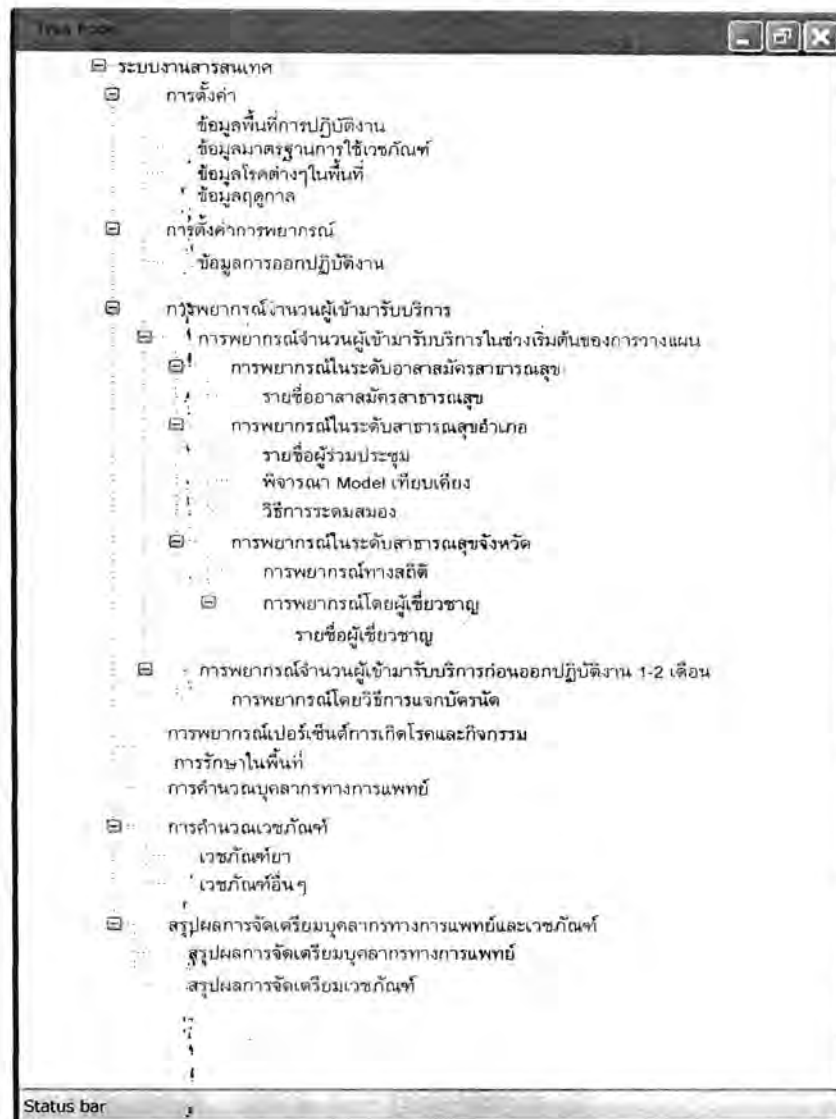 ระบบงานสารสนเทศ
การตั้งค่า
ข้อมูลพื้นที่การปฏิบัติงาน
ข้อมูลมาตรฐานการใช้เวชภัณฑ์
ข้อมูลโรคต่างๆในพื้นที่
ข้อมูลฤดูกาล
การตั้งค่าการพยากรณ์
ข้อมูลการออกปฏิบัติงาน
การพยากรณ์จำนวนผู้เข้ามารับบริการ
การพยากรณ์จำนวนผู้เข้ามารับบริการในช่วงเริ่มต้นของการวางแผน
การพยากรณ์ในระดับอาสาสมัครสาธารณสุข
รายชื่ออาสาสมัครสาธารณสุข
การพยากรณ์ในระดับสาธารณสุขอำเภอ
รายชื่อผู้ร่วมประชุม
พิจารณา Model เทียบเคียง
วิธีการระดมสมอง
การพยากรณ์ในระดับสาธารณสุขจังหวัด
การพยากรณ์ทางสถิติ
การพยากรณ์โดยผู้เชี่ยวชาญ
รายชื่อผู้เชี่ยวชาญ
การพยากรณ์จำนวนผู้เข้ามารับบริการก่อนออกปฏิบัติงาน 1-2 เดือน
การพยากรณ์โดยวิธีการแจกบัตรนัด
การพยากรณ์เปอร์เซ็นต์การเกิดโรคและกิจกรรม
การรักษาในพื้นที่
การคำนวณบุคลากรทางการแพทย์
การคำนวณเวชภัณฑ์
เวชภัณฑ์ยา
เวชภัณฑ์อื่นๆ
สรุปผลการจัดเตรียมบุคลากรทางการแพทย์และเวชภัณฑ์
สรุปผลการจัดเตรียมบุคลากรทางการแพทย์
สรุปผลการจัดเตรียมเวชภัณฑ์
Status bar